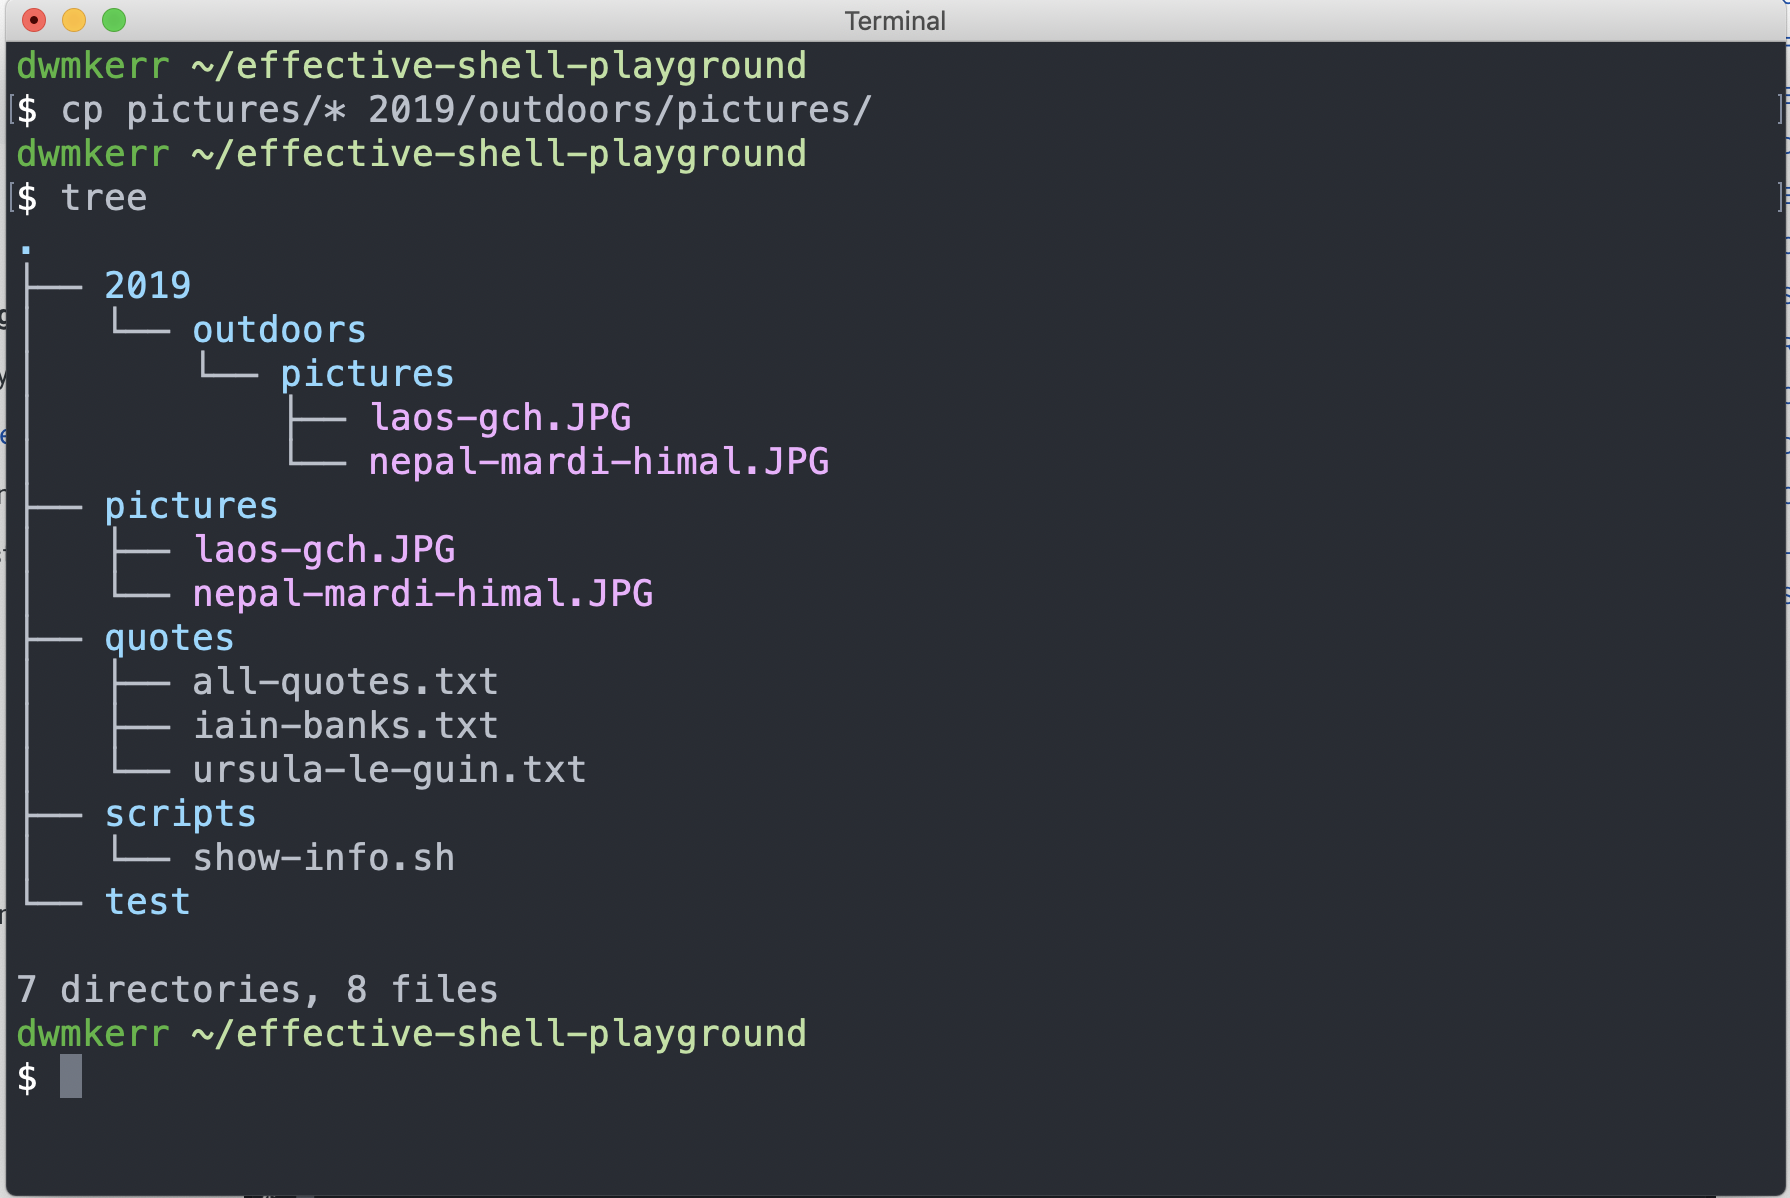 Terminal
dwmkerr ~/effective-shell-playground
$ cp pictures/* 2019/outdoors/pictures/
dwmkerr ~/effective-shell-playground
$ tree
.
├── 2019
│   └── outdoors
│       └── pictures
│           ├── laos-gch.JPG
│           └── nepal-mardi-himal.JPG
├── pictures
│   ├── laos-gch.JPG
│   └── nepal-mardi-himal.JPG
├── quotes
│   ├── all-quotes.txt
│   ├── iain-banks.txt
│   └── ursula-le-guin.txt
├── scripts
│   └── show-info.sh
└── test
7 directories, 8 files
dwmkerr ~/effective-shell-playground
$